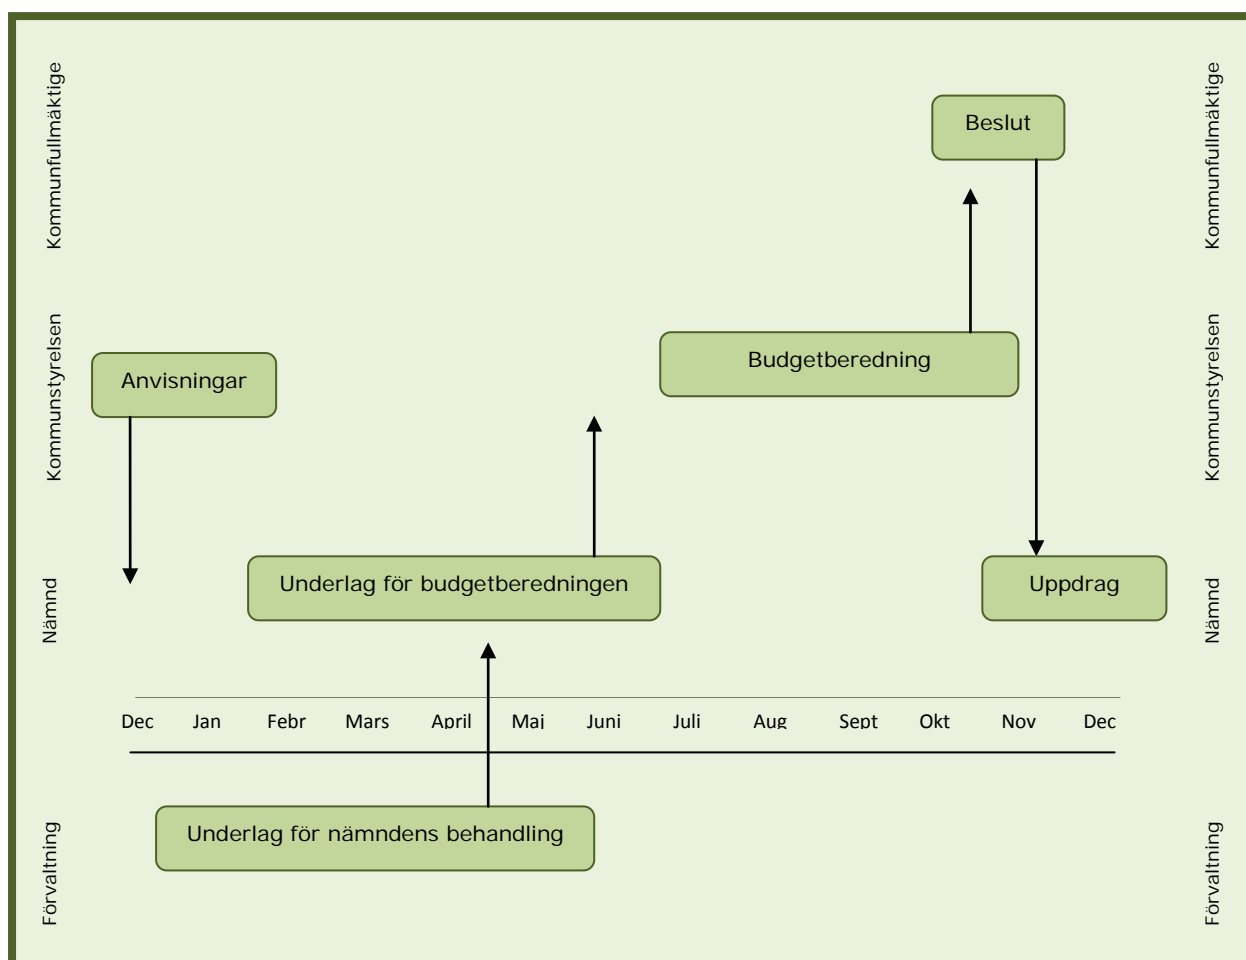 Kommunfullmäktige
Kommunfullmäktige
Beslut
Kommunstyrelsen
Kommunstyrelsen
Budgetberedning
Anvisningar
Nämnd
Underlag för budgetberedningen
Uppdrag
Nämnd
Dec Jan Febr Mars April Maj Juni Juli Aug Sept Okt Nov Dec
Förvaltning
Underlag för nämndens behandling
Förvaltning